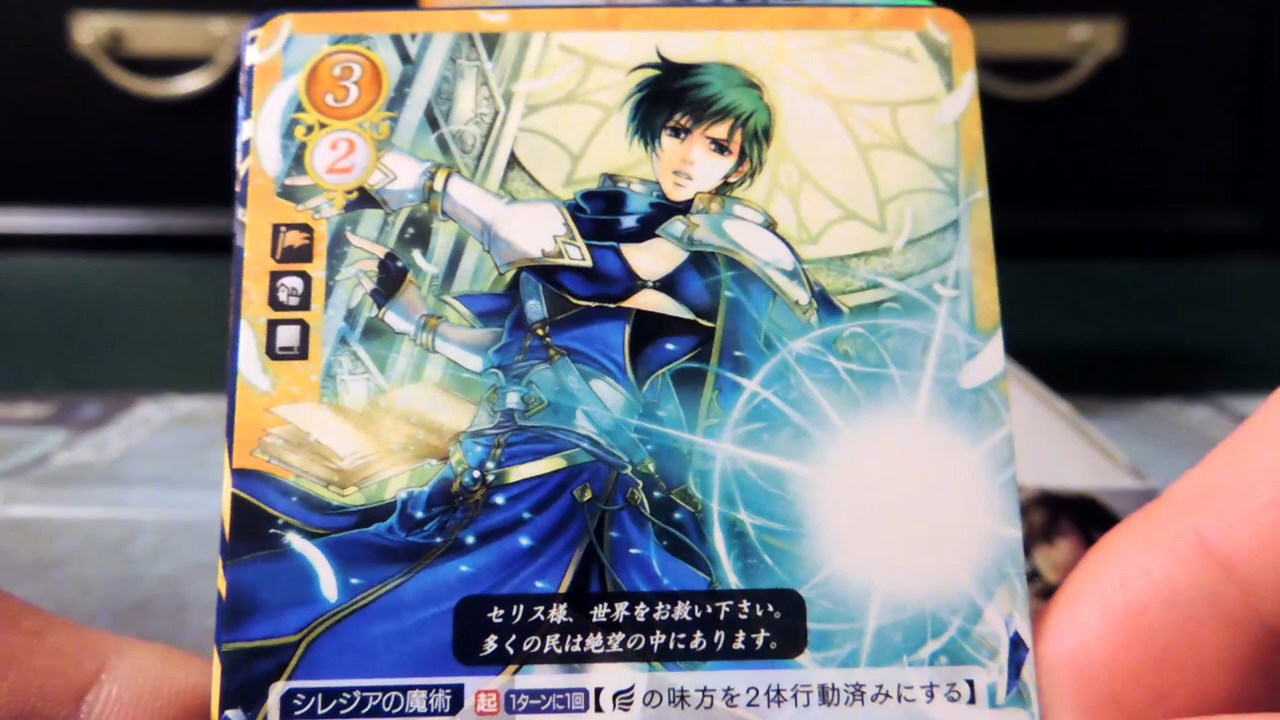 3
2
セリス様、世界をお救い下さい。
多くの民は絶望の中にあります。
シレジアの魔術 起 1ターンに1回【 の味方を2体行動済みにする】